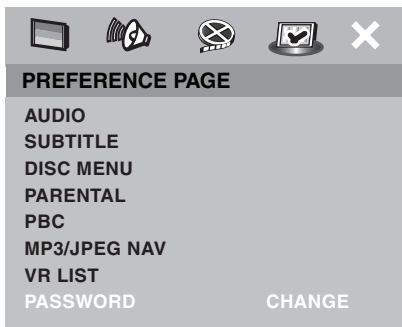 PREFERENCE PAGE
AUDIO
SUBTITLE
DISC MENU
PARENTAL
PBC
MP3/JPEG NAV
VR LIST
PASSWORD CHANGE